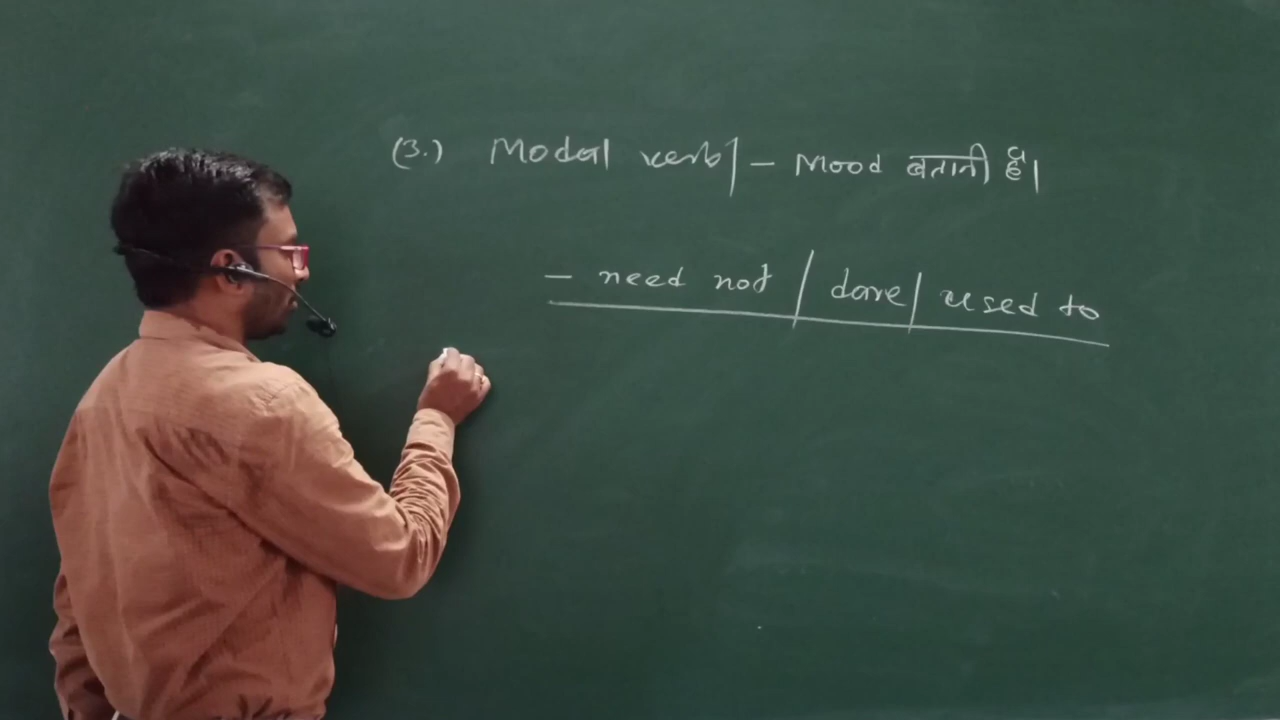 (3.) Modal verb| – Mood बताती है।
– need not / dare / used to